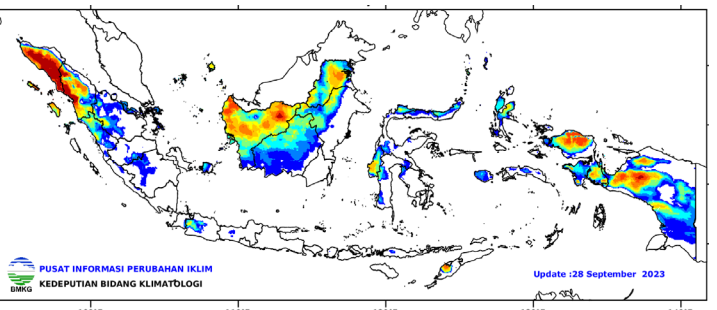 PUSAT INFORMASI PERUBAHAN IKLIM
KEDEPUTIAN BIDANG KLIMATOLOGI
BMKG
Update :28 September 2023